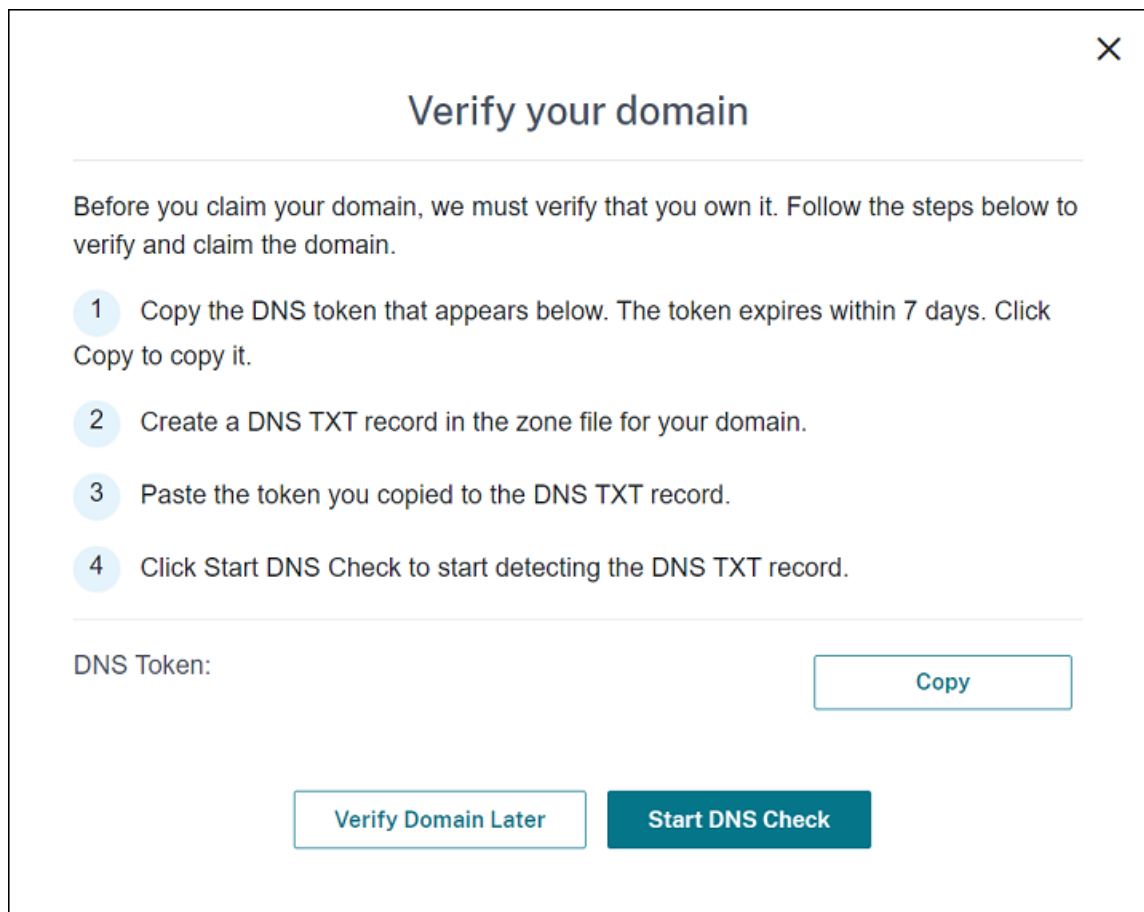 Verify your domain
Before you claim your domain, we must verify that you own it. Follow the steps below to
verify and claim the domain.
1 Copy the DNS token that appears below. The token expires within 7 days. Click
Copy to copy it.
2 Create a DNS TXT record in the zone file for your domain.
3 Paste the token you copied to the DNS TXT record.
4 Click Start DNS Check to start detecting the DNS TXT record.
DNS Token:
Copy
Verify Domain Later
Start DNS Check